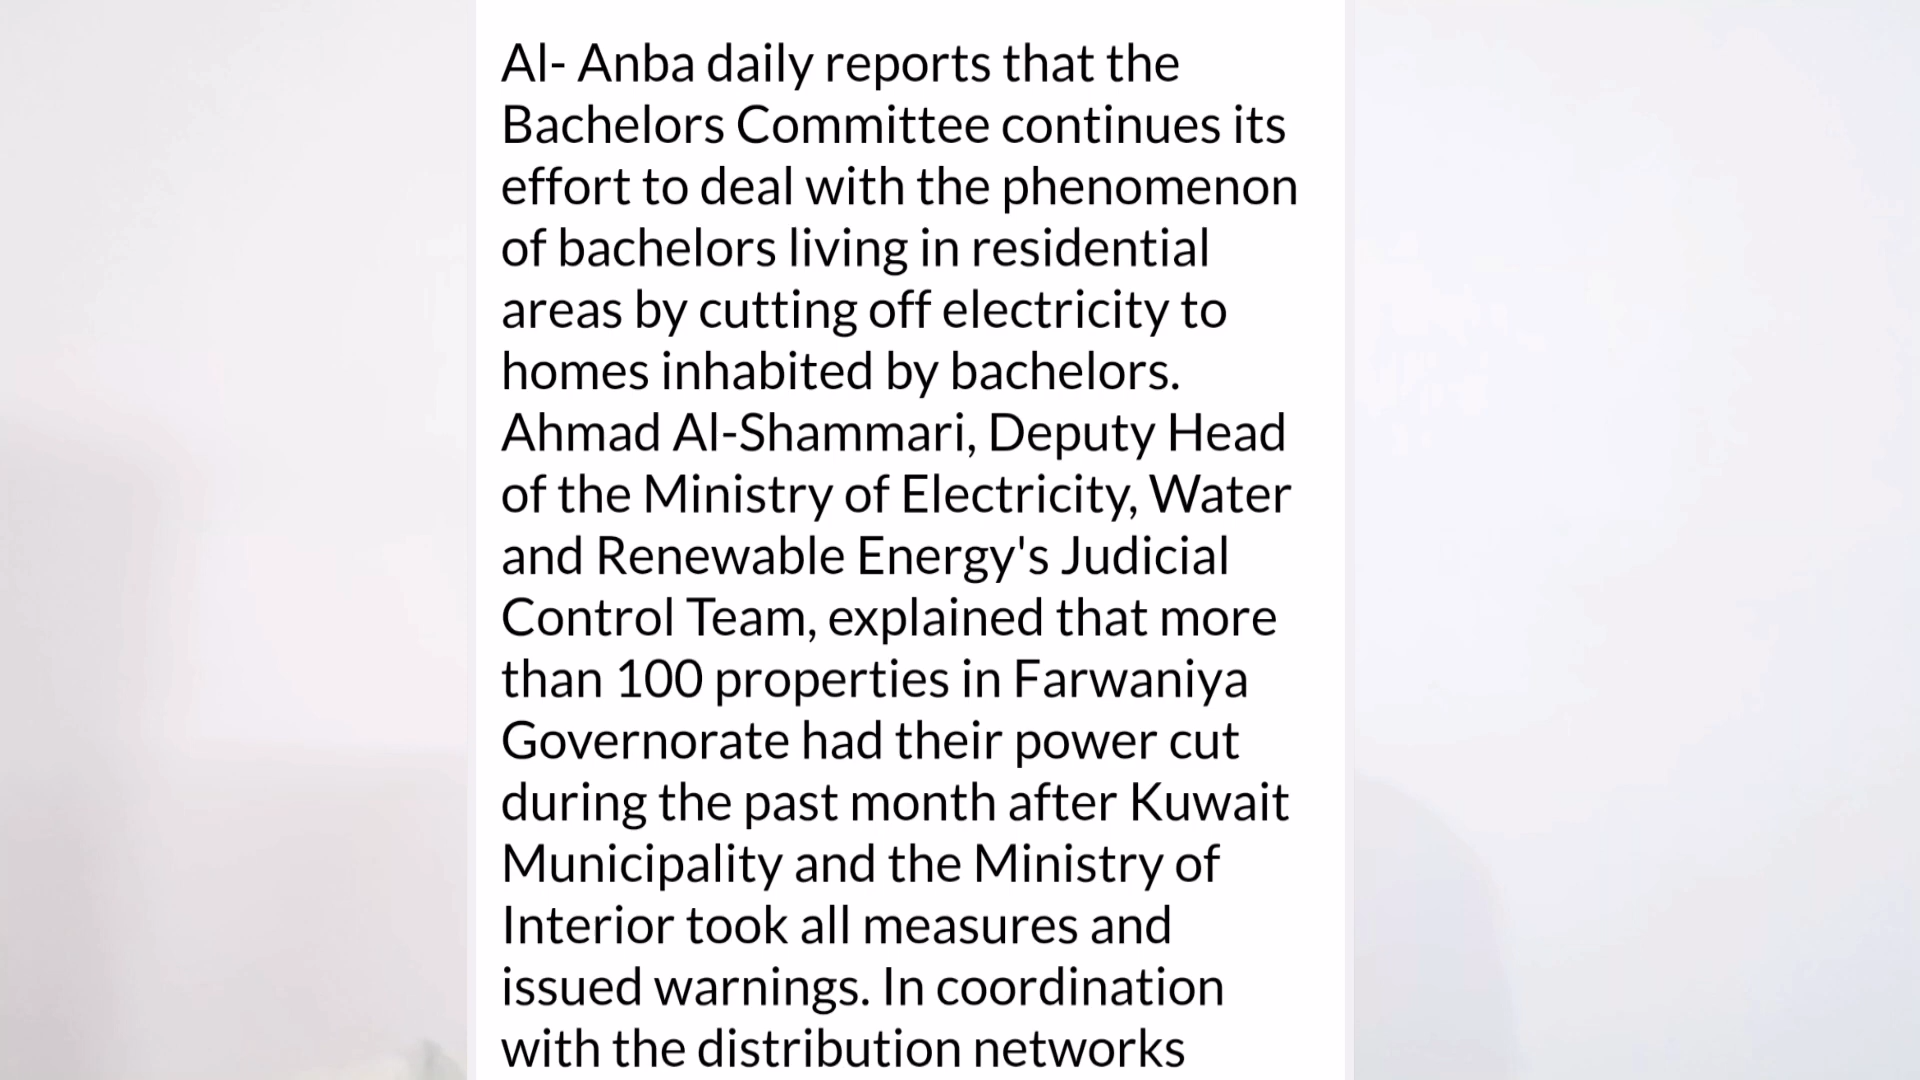 Al- Anba daily reports that the
Bachelors Committee continues its
effort to deal with the phenomenon
of bachelors living in residential
areas by cutting off electricity to
homes inhabited by bachelors.
Ahmad Al-Shammari, Deputy Head
of the Ministry of Electricity, Water
and Renewable Energy's Judicial
Control Team, explained that more
than 100 properties in Farwaniya
Governorate had their power cut
during the past month after Kuwait
Municipality and the Ministry of
Interior took all measures and
issued warnings. In coordination
with the distribution networks